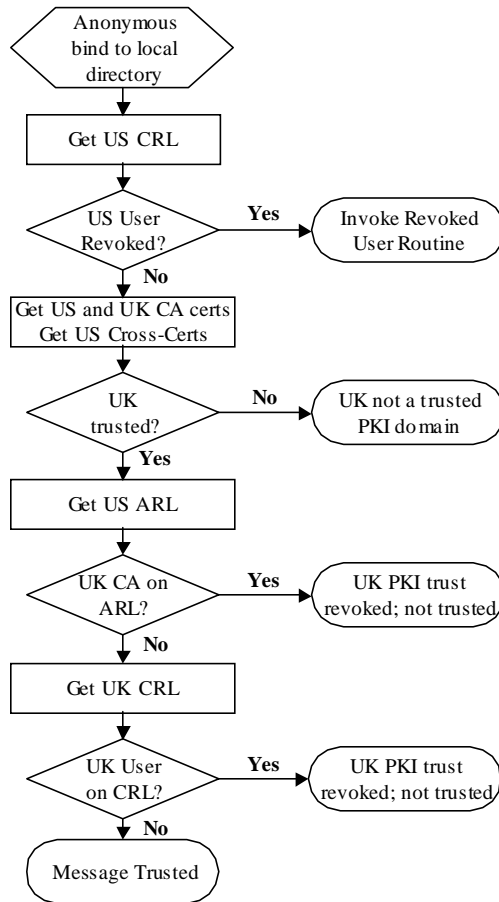 Anonymous
bind to local
directory
Get US CRL
US User
Revoked?
Yes
Invoke Revoked
User Routine
No
Get US and UK CA certs
Get US Cross-Certs
UK
trusted?
No
UK not a trusted
PKI domain
Yes
Get US ARL
UK CA on
ARL?
Yes
UK PKI trust
revoked; not trusted
No
Get UK CRL
UK User
on CRL?
Yes
UK PKI trust
revoked; not trusted
No
Message Trusted